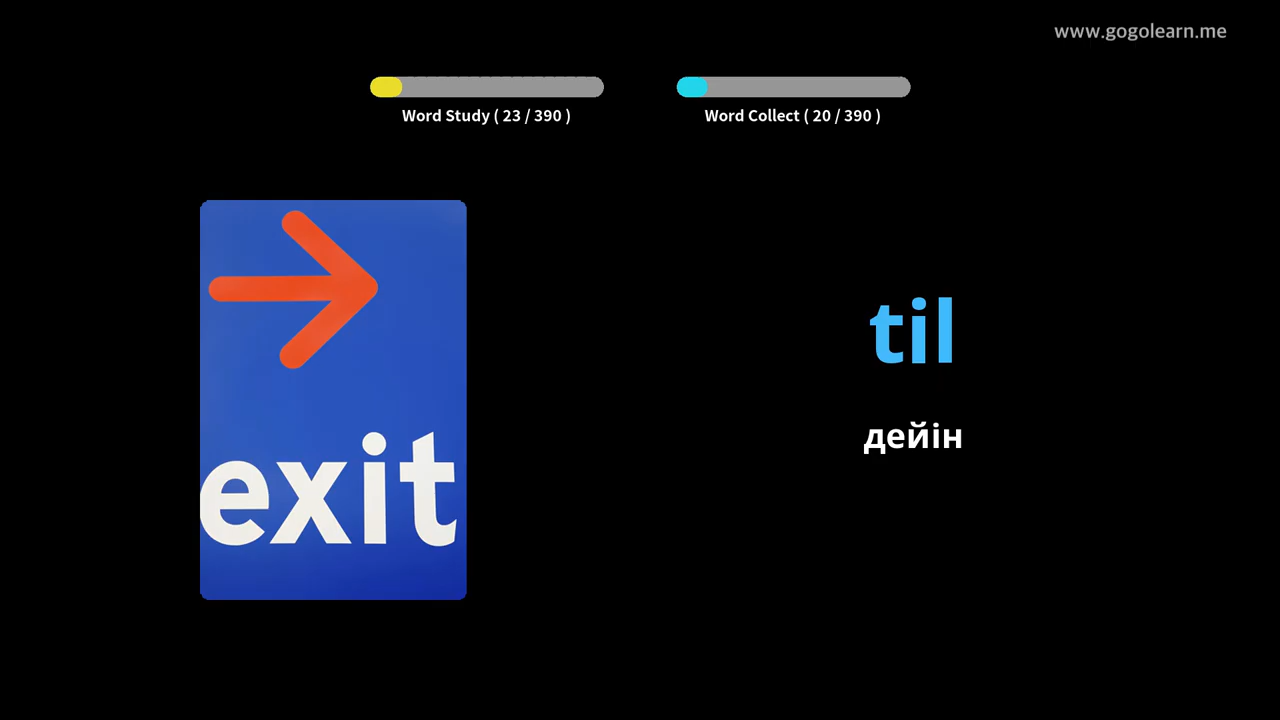 www.gogolearn.me
Word Study ( 23 / 390 )
Word Collect ( 20 / 390 )
exit
til
дейін